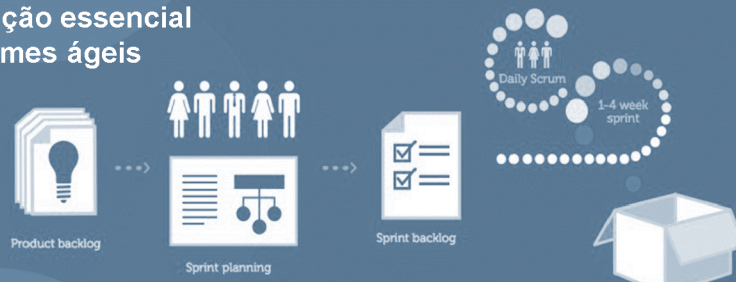 ção essencial
mes ágeis
Daily Scrum
1-4 week
sprint
Product backlog
Sprint planning
Sprint backlog